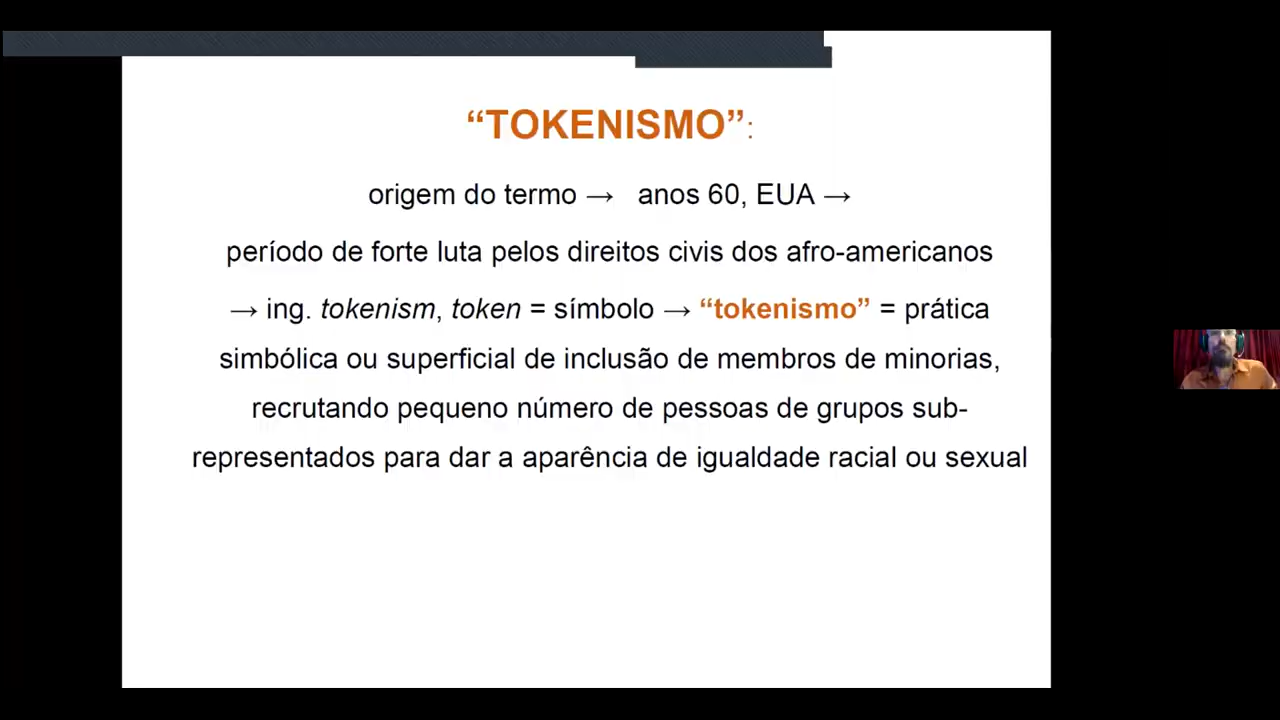 “TOKENISMO”:
origem do termo → anos 60, EUA →
período de forte luta pelos direitos civis dos afro-americanos
→ ing. tokenism, token = símbolo → “tokenismo” = prática
simbólica ou superficial de inclusão de membros de minorias,
recrutando pequeno número de pessoas de grupos sub-
representados para dar a aparência de igualdade racial ou sexual